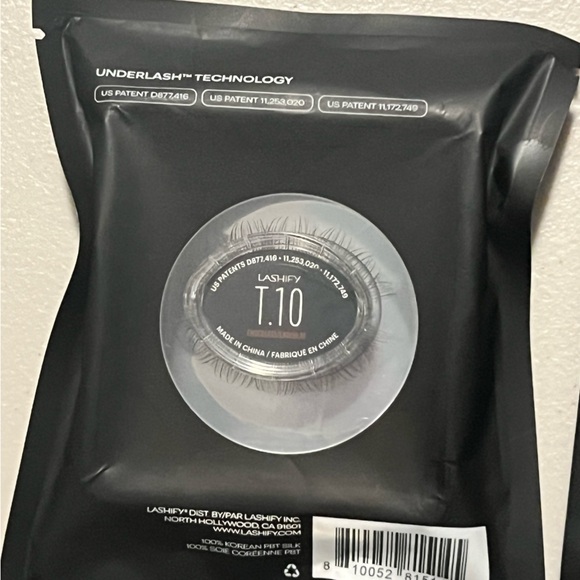 UNDERLASH™ TECHNOLOGY
US PATENT D877,416
US PATENT 11,253,020
US PATENT 11,172,749
US PATENTS D877,416 • 11,253,020 • 11,172,749
LASHIFY
T.10
MADE IN CHINA / FABRIQUÉ EN CHINE
LASHIFY® DIST BY/PAR LASHIFY INC.
NORTH HOLLYWOOD, CA 91601
WWW.LASHIFY.COM
100% KOREAN PBT SILK
100% SOIE CORÉENNE PBT
8 10052